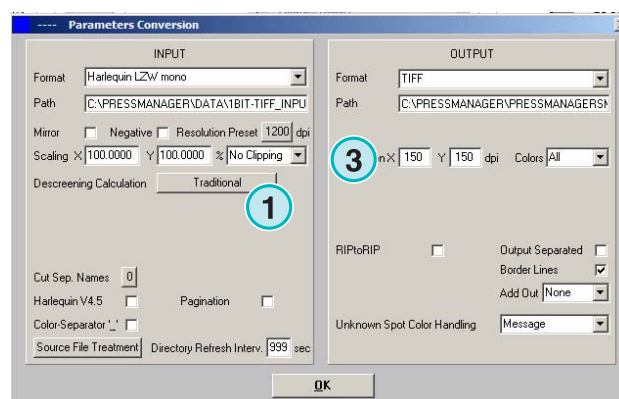 ---- Parameters Conversion
INPUT
Format Harlequin LZW mono
Path C:\PRESSMANAGER\DATA\1BIT-TIFF_INPU
Mirror Negative Resolution Preset 1200 dpi
Scaling X 100.0000 Y 100.0000 % No Clipping
Descreening Calculation Traditional
1
Cut Sep. Names 0
Harlequin V4.5 Pagination
Color-Separator '_'
Source File Treatment Directory Refresh Interv. 999 sec
OUTPUT
Format TIFF
Path C:\PRESSMANAGER\PRESSMANAGERSM
3 n X 150 Y 150 dpi Colors All
RIPtoRIP Output Separated
Border Lines
Add Out None
Unknown Spot Color Handling Message
OK